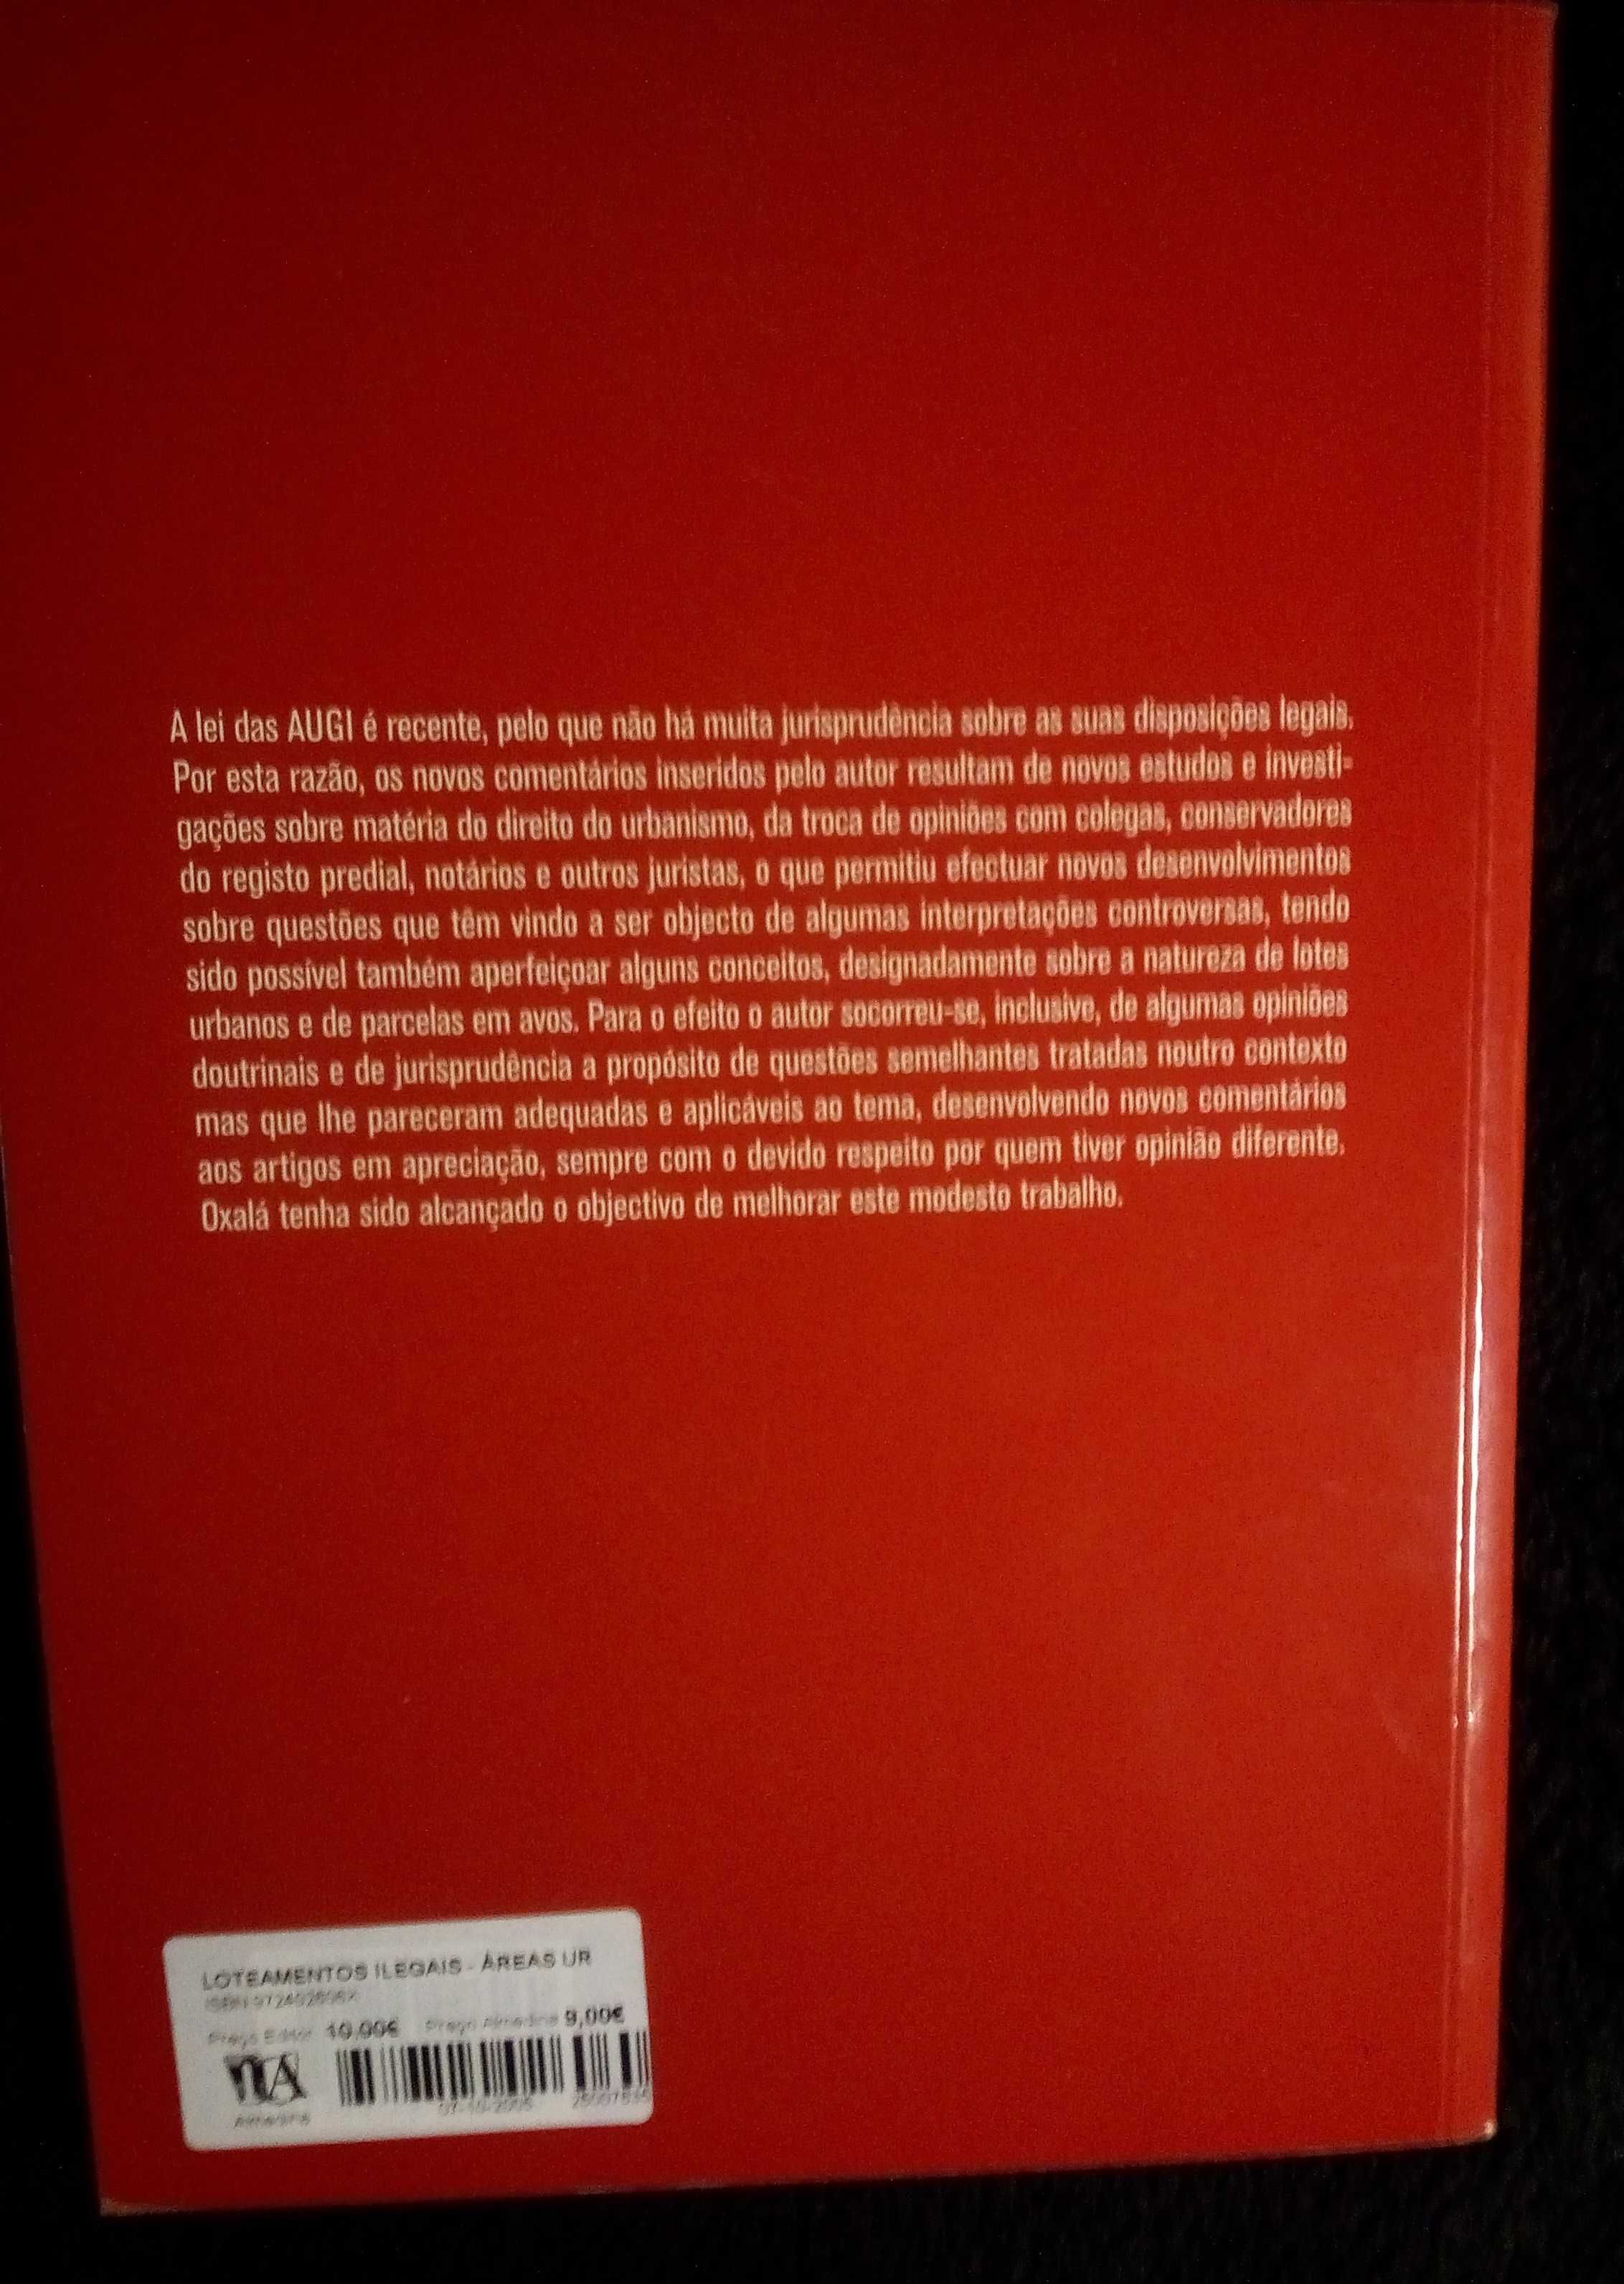 A lei das AUGI é recente, pelo que não há muita jurisprudência sobre as suas disposições legais.
Por esta razão, os novos comentários inseridos pelo autor resultam de novos estudos e investi-
gações sobre matéria do direito do urbanismo, da troca de opiniões com colegas, conservadores
do registo predial, notários e outros juristas, o que permitiu efectuar novos desenvolvimentos
sobre questões que têm vindo a ser objecto de algumas interpretações controversas, tendo
sido possível também aperfeiçoar alguns conceitos, designadamente sobre a natureza de lotes
urbanos e de parcelas em avos. Para o efeito o autor socorreu-se, inclusive, de algumas opiniões
doutrinais e de jurisprudência a propósito de questões semelhantes tratadas noutro contexto
mas que lhe pareceram adequadas e aplicáveis ao tema, desenvolvendo novos comentários
aos artigos em apreciação, sempre com o devido respeito por quem tiver opinião diferente.
Oxalá tenha sido alcançado o objectivo de melhorar este modesto trabalho.
LOTEAMENTOS ILEGAIS - ÁREAS UR
ISBN
Preço Editor 10,00€ Preço Almedina 9,00€
Almedina